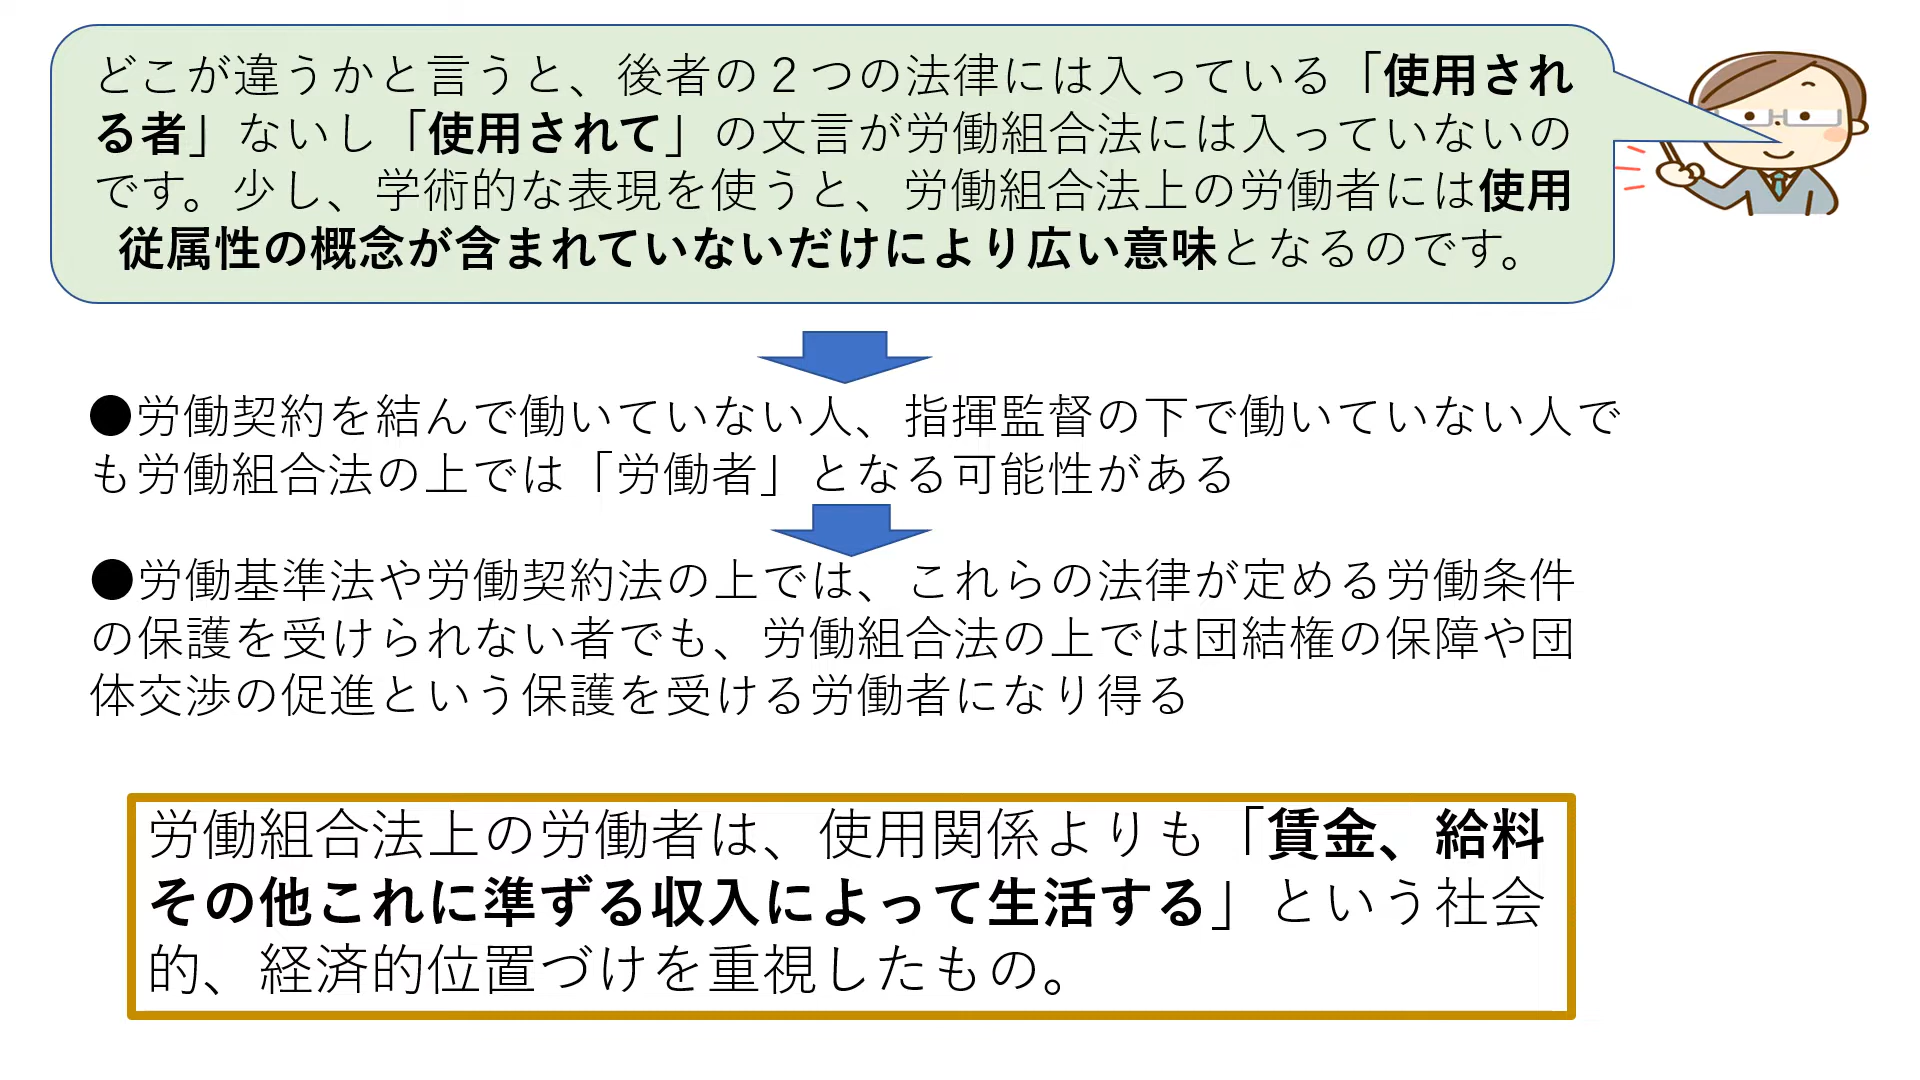 どこが違うかと言うと、後者の２つの法律には入っている「使用され
る者」ないし「使用されて」の文言が労働組合法には入っていないの
です。少し、学術的な表現を使うと、労働組合法上の労働者には使用
従属性の概念が含まれていないだけにより広い意味となるのです。
●労働契約を結んで働いていない人、指揮監督の下で働いていない人で
も労働組合法の上では「労働者」となる可能性がある
●労働基準法や労働契約法の上では、これらの法律が定める労働条件
の保護を受けられない者でも、労働組合法の上では団結権の保障や団
体交渉の促進という保護を受ける労働者になり得る
労働組合法上の労働者は、使用関係よりも「賃金、給料
その他これに準ずる収入によって生活する」という社会
的、経済的位置づけを重視したもの。